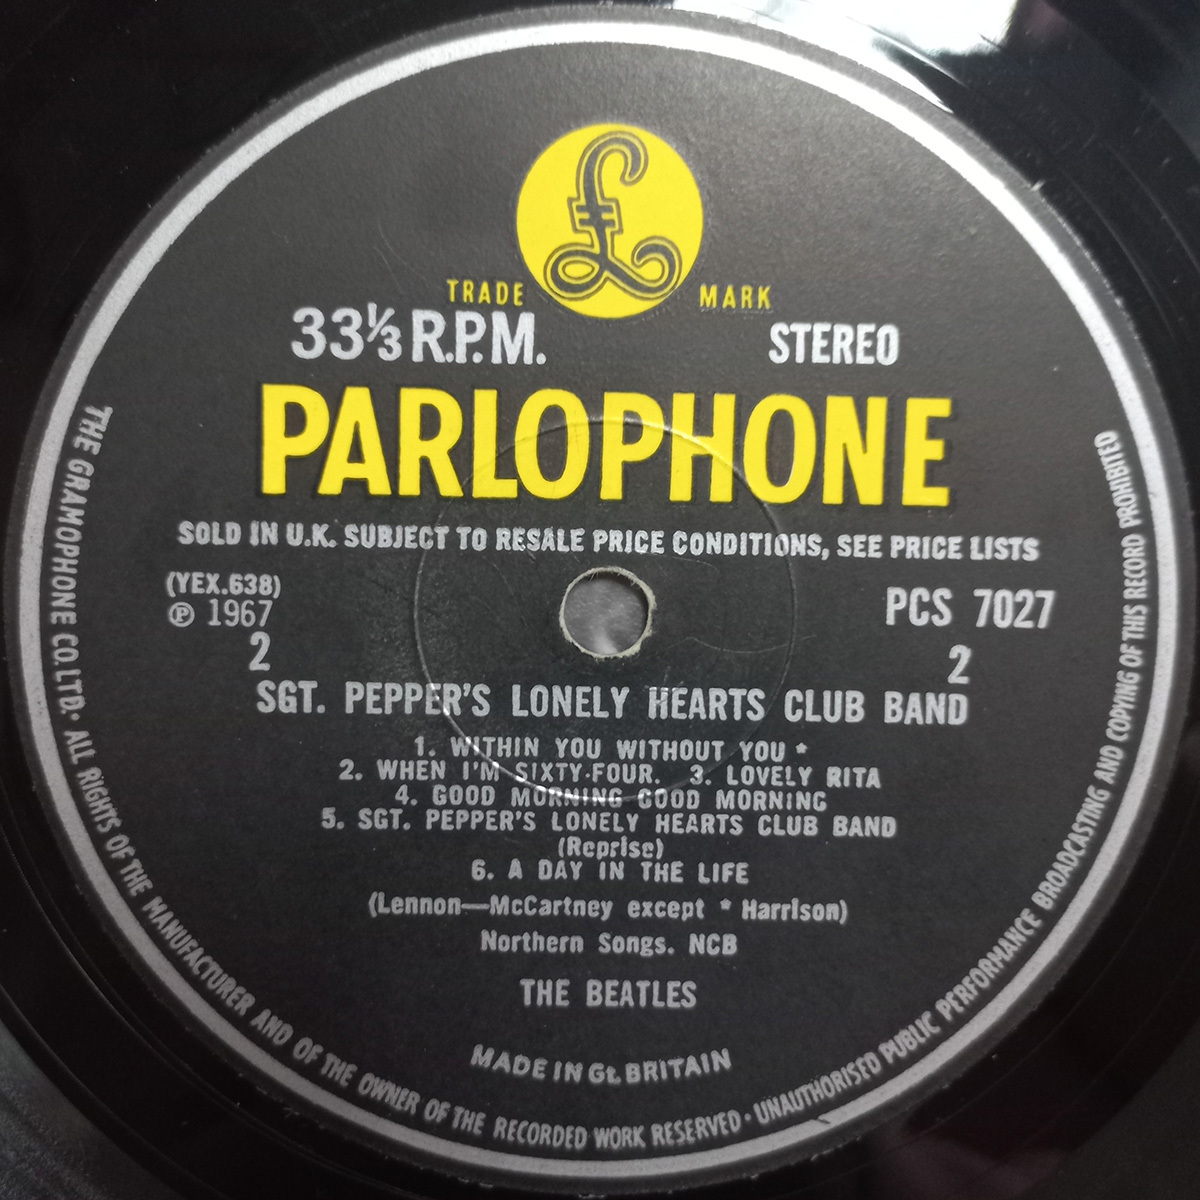 £
TRADE MARK
33⅓ R.P.M. STEREO
PARLOPHONE
SOLD IN U.K. SUBJECT TO RESALE PRICE CONDITIONS, SEE PRICE LISTS
(YEX.638)
℗ 1967 PCS 7027
2 2
SGT. PEPPER'S LONELY HEARTS CLUB BAND
1. WITHIN YOU WITHOUT YOU *
2. WHEN I'M SIXTY-FOUR. 3. LOVELY RITA
4. GOOD MORNING GOOD MORNING
5. SGT. PEPPER'S LONELY HEARTS CLUB BAND
(Reprise)
6. A DAY IN THE LIFE
(Lennon—McCartney except * Harrison)
Northern Songs. NCB
THE BEATLES
MADE IN Gt. BRITAIN
THE GRAMOPHONE CO. LTD. · ALL RIGHTS OF THE MANUFACTURER AND OF THE OWNER OF THE RECORDED WORK RESERVED · UNAUTHORISED PUBLIC PERFORMANCE BROADCASTING AND COPYING OF THIS RECORD PROHIBITED